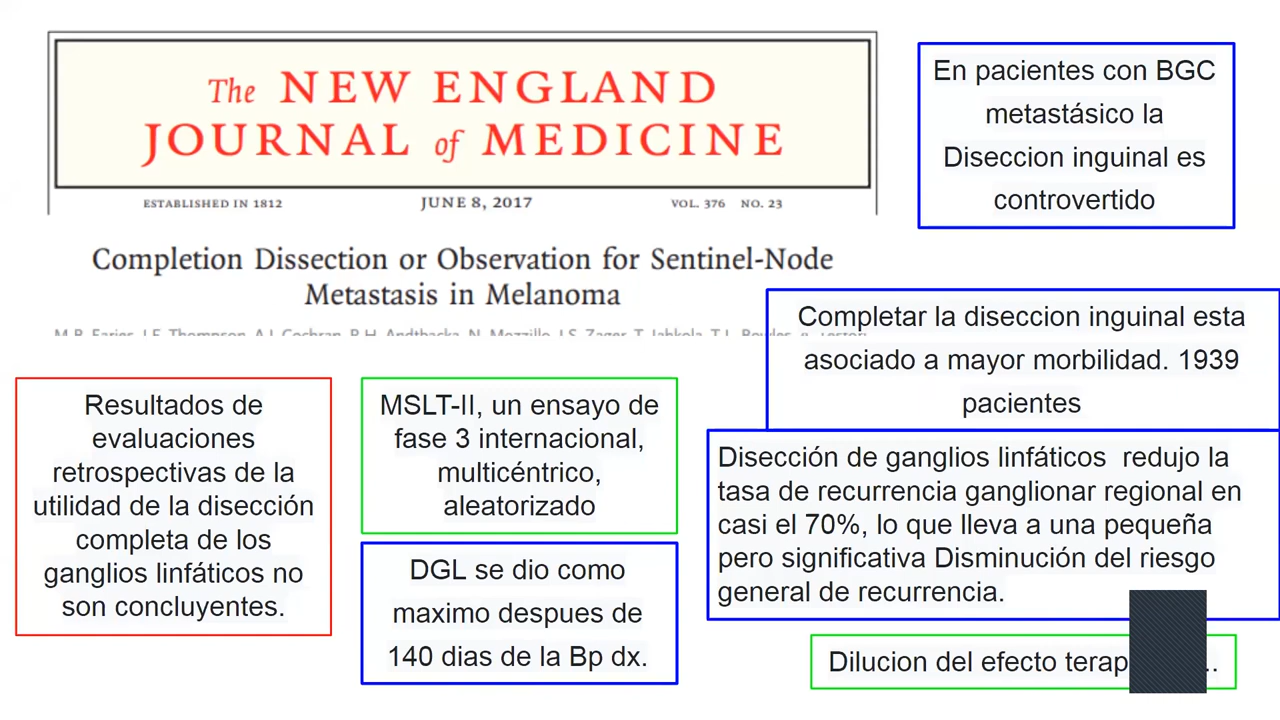 The NEW ENGLAND
JOURNAL of MEDICINE
ESTABLISHED IN 1812 JUNE 8, 2017 VOL. 376 NO. 23
Completion Dissection or Observation for Sentinel-Node
Metastasis in Melanoma
En pacientes con BGC
metastásico la
Diseccion inguinal es
controvertido
Completar la diseccion inguinal esta
asociado a mayor morbilidad. 1939
pacientes
Resultados de
evaluaciones
retrospectivas de la
utilidad de la disección
completa de los
ganglios linfáticos no
son concluyentes.
MSLT-II, un ensayo de
fase 3 internacional,
multicéntrico,
aleatorizado
DGL se dio como
maximo despues de
140 dias de la Bp dx.
Disección de ganglios linfáticos redujo la
tasa de recurrencia ganglionar regional en
casi el 70%, lo que lleva a una pequeña
pero significativa Disminución del riesgo
general de recurrencia.
Dilucion del efecto